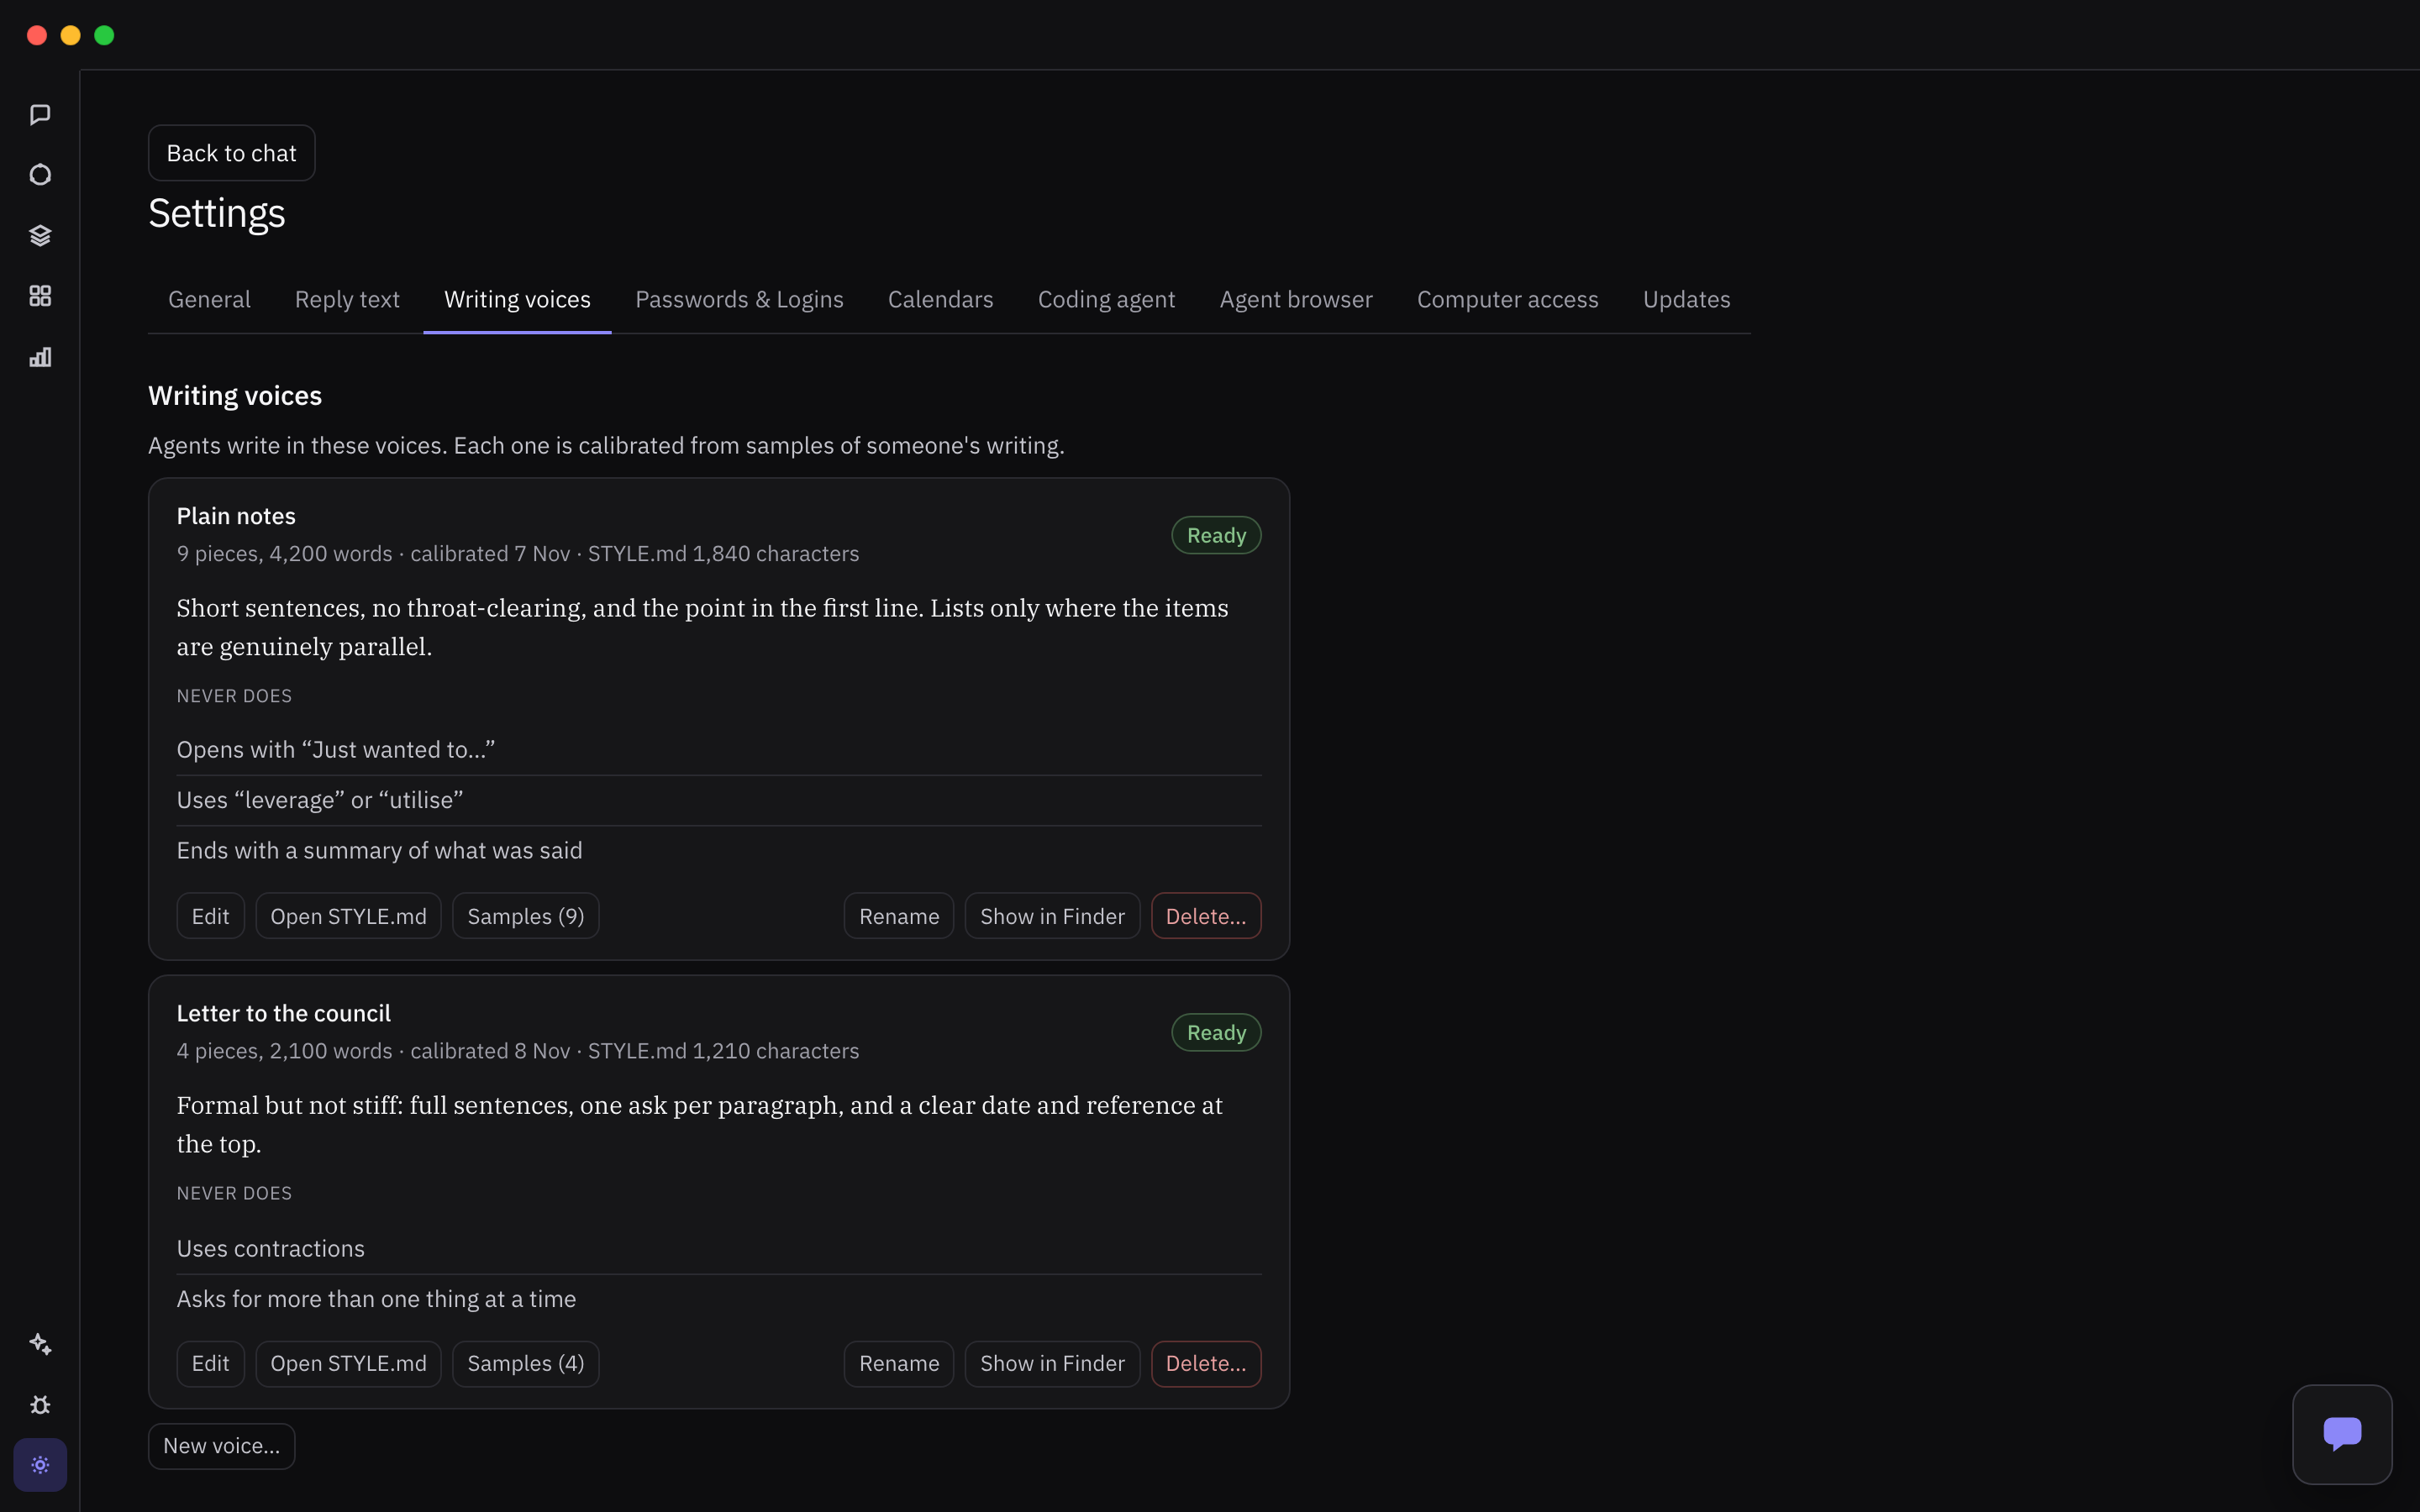 Back to chat
Settings
General Reply text Writing voices Passwords & Logins Calendars Coding agent Agent browser Computer access Updates
Writing voices
Agents write in these voices. Each one is calibrated from samples of someone's writing.
Plain notes
Ready
9 pieces, 4,200 words · calibrated 7 Nov · STYLE.md 1,840 characters
Short sentences, no throat-clearing, and the point in the first line. Lists only where the items
are genuinely parallel.
NEVER DOES
Opens with “Just wanted to…”
Uses “leverage” or “utilise”
Ends with a summary of what was said
Edit Open STYLE.md Samples (9) Rename Show in Finder Delete…
Letter to the council
Ready
4 pieces, 2,100 words · calibrated 8 Nov · STYLE.md 1,210 characters
Formal but not stiff: full sentences, one ask per paragraph, and a clear date and reference at
the top.
NEVER DOES
Uses contractions
Asks for more than one thing at a time
Edit Open STYLE.md Samples (4) Rename Show in Finder Delete…
New voice…